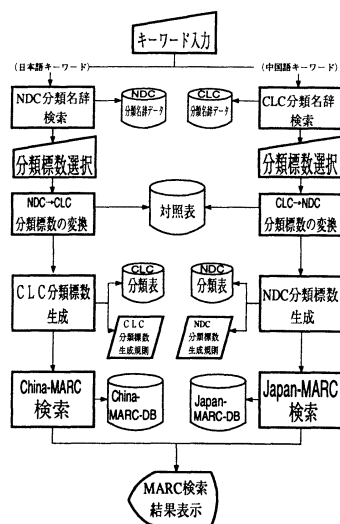 キーワード入力
(日本語キーワード)
(中国語キーワード)
NDC分類名辞
検索
NDC
分類名辞データ
CLC
分類名辞データ
CLC分類名辞
検索
分類標数選択
分類標数選択
NDC→CLC
分類標数の変換
対照表
CLC→NDC
分類標数の変換
CLC分類標数
生成
CLC
分類表
NDC
分類表
NDC分類標数
生成
CLC
分類標数
生成規則
NDC
分類標数
生成規則
China-MARC
検索
China-
MARC-DB
Japan-
MARC-DB
Japan-MARC
検索
MARC検索
結果表示